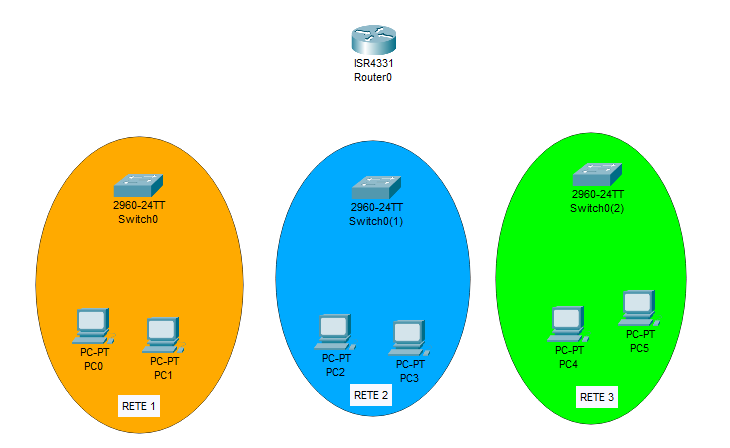 ISR4331
Router0
2960-24TT
Switch0
2960-24TT
Switch0(1)
2960-24TT
Switch0(2)
PC-PT
PC0
PC-PT
PC1
PC-PT
PC2
PC-PT
PC3
PC-PT
PC4
PC-PT
PC5
RETE 1
RETE 2
RETE 3